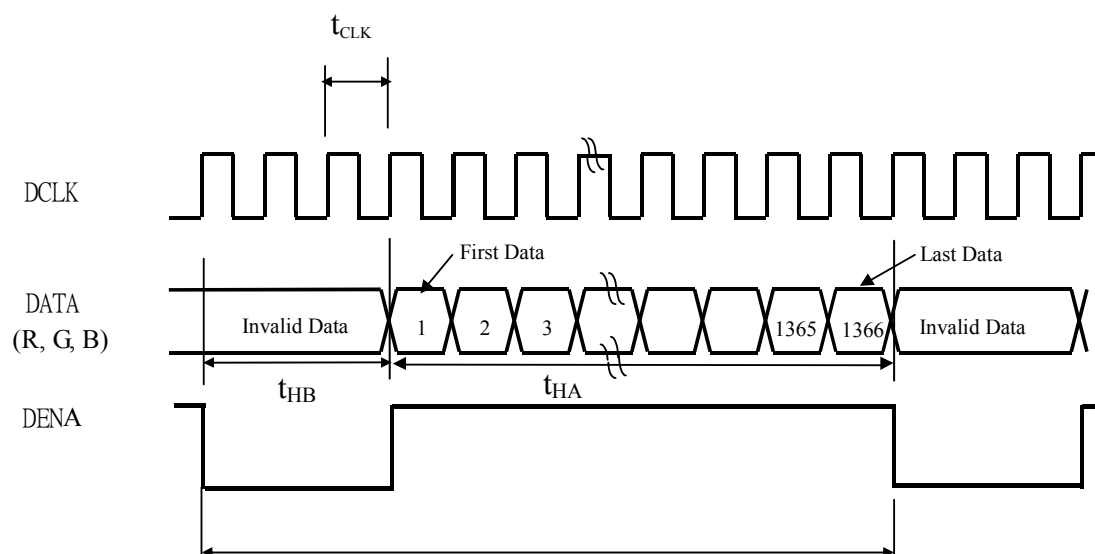 tCLK
DCLK
First Data
Last Data
DATA
(R, G, B)
Invalid Data
1
2
3
1365
1366
Invalid Data
tHB
tHA
DENA